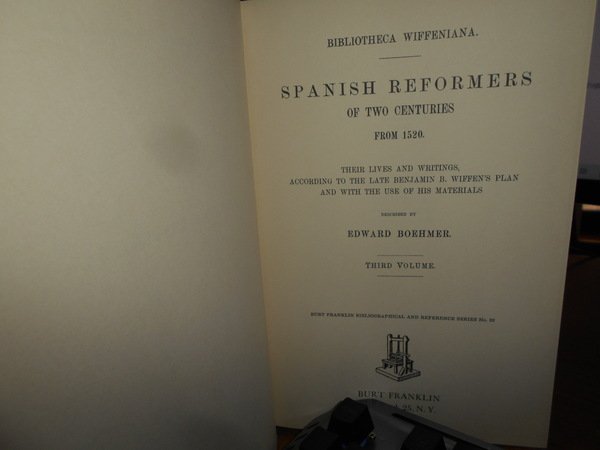 BIBLIOTHECA WIFFENIANA.
SPANISH REFORMERS
OF TWO CENTURIES
FROM 1520.
THEIR LIVES AND WRITINGS,
ACCORDING TO THE LATE BENJAMIN B. WIFFEN'S PLAN
AND WITH THE USE OF HIS MATERIALS
DESCRIBED BY
EDWARD BOEHMER.
THIRD VOLUME.
BURT FRANKLIN BIBLIOGRAPHICAL AND REFERENCE SERIES No.
BURT FRANKLIN
25, N. Y.